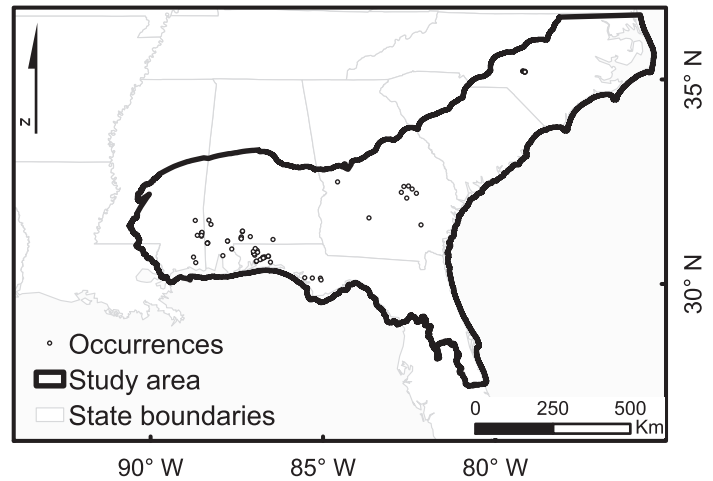 N
35° N
30° N
Occurrences
Study area
State boundaries
0 250 500
Km
90° W 85° W 80° W